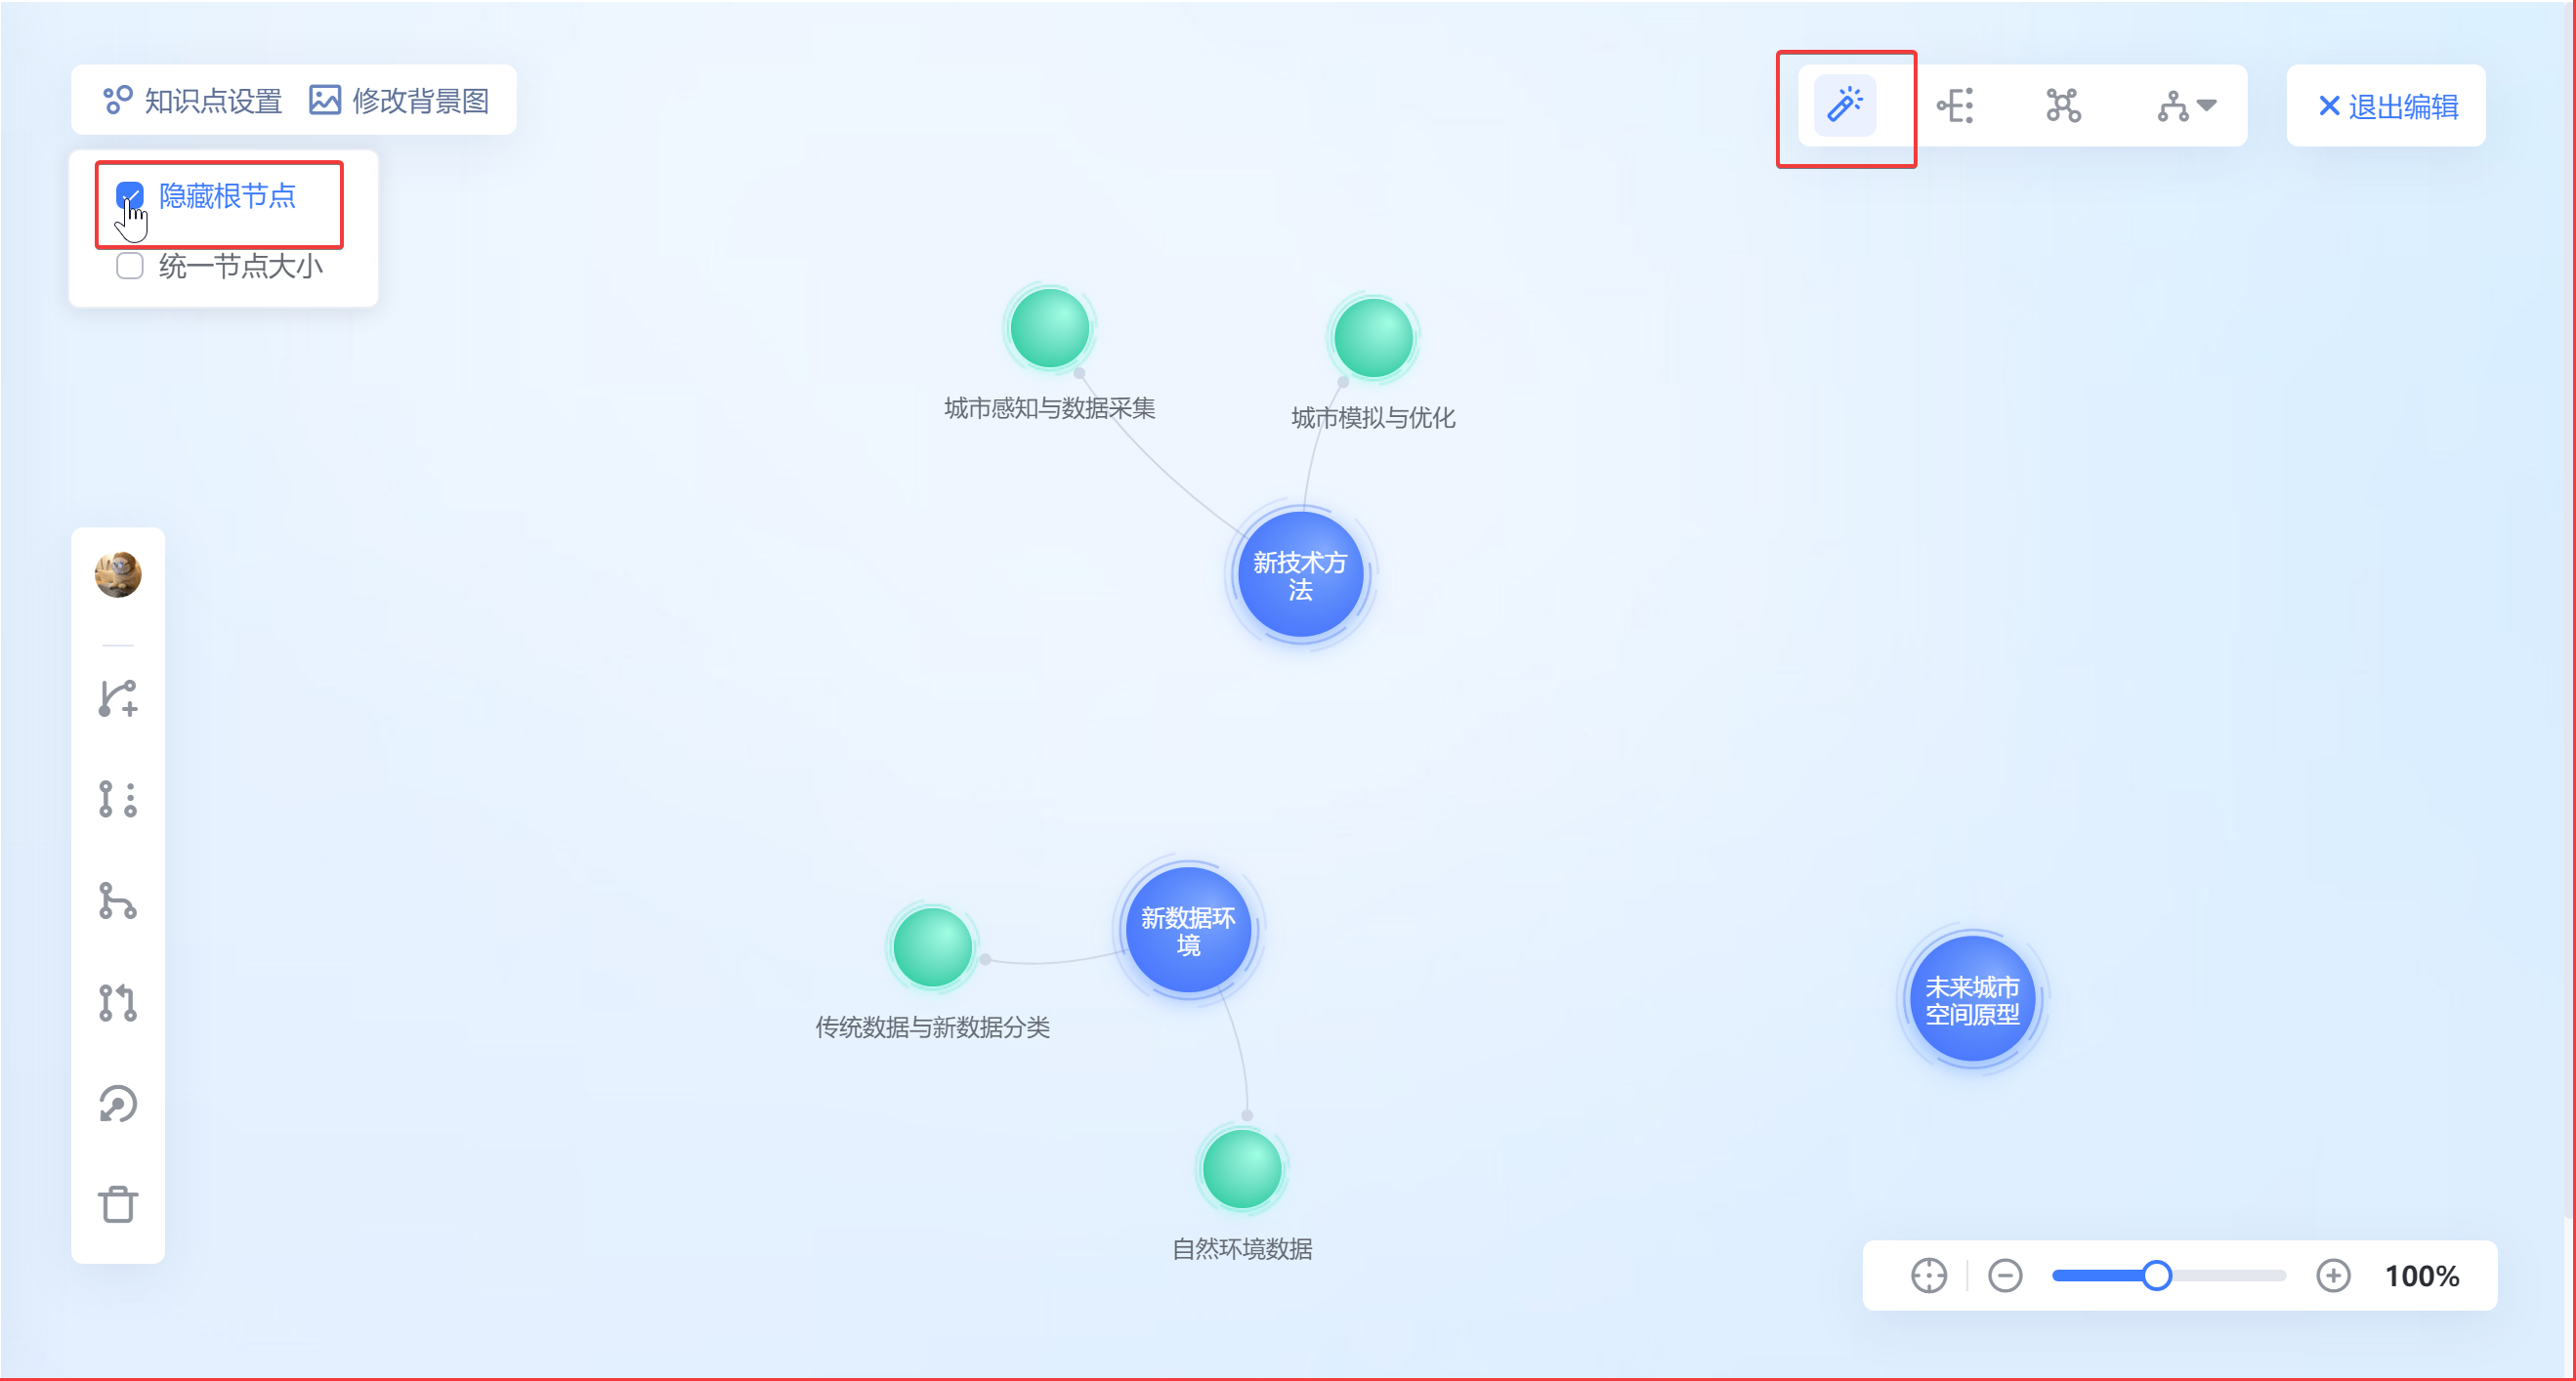 知识点设置 修改背景图
退出编辑
隐藏根节点
统一节点大小
城市感知与数据采集
城市模拟与优化
新技术方
法
新数据环
境
传统数据与新数据分类
未来城市
空间原型
自然环境数据
100%